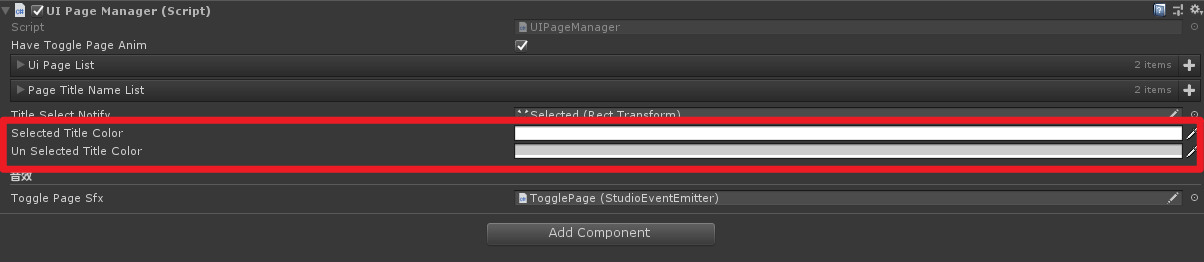 UI Page Manager (Script)
Script UIPageManager
Have Toggle Page Anim
Ui Page List 2 items
Page Title Name List 2 items
Title Select Notify Selected (Rect Transform)
Selected Title Color
Un Selected Title Color
音效
Toggle Page Sfx TogglePage (StudioEventEmitter)
Add Component